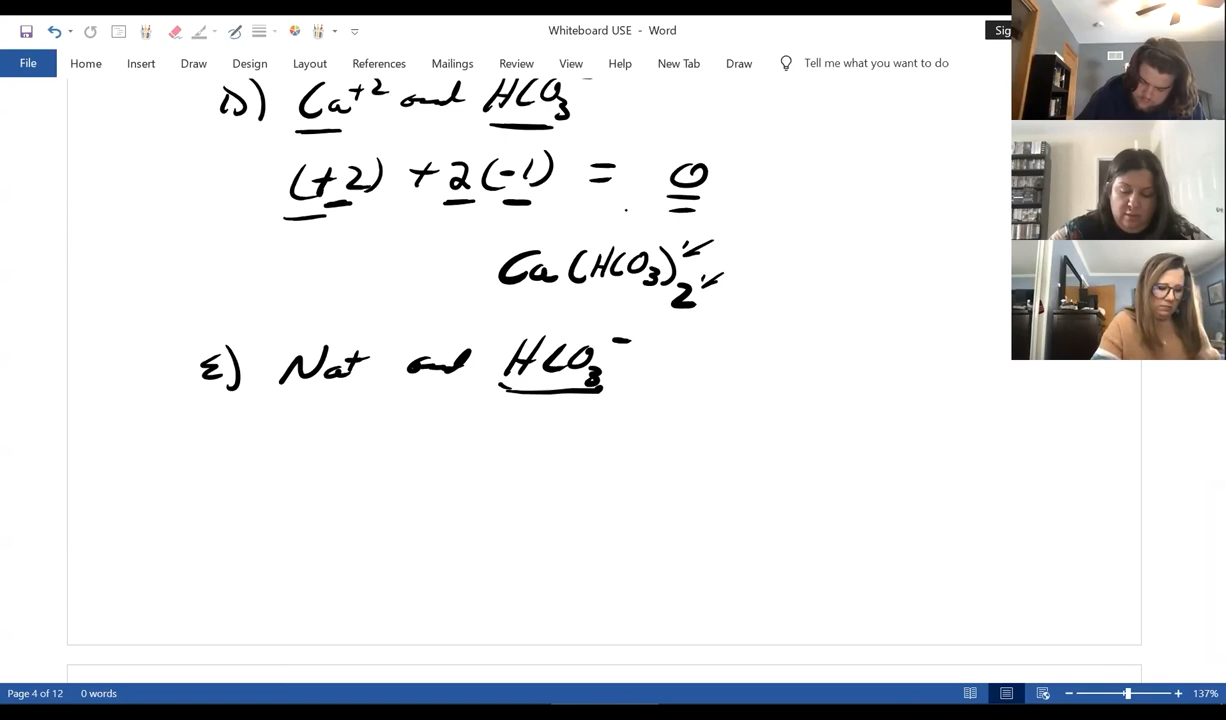 Whiteboard USE - Word
File Home Insert Draw Design Layout References Mailings Review View Help New Tab Draw Tell me what you want to do
D) Ca⁺² and HCO₃⁻
(+2) + 2(-1) = 0
Ca(HCO₃)₂
E) Na⁺ and HCO₃⁻
Page 4 of 12 0 words 137%